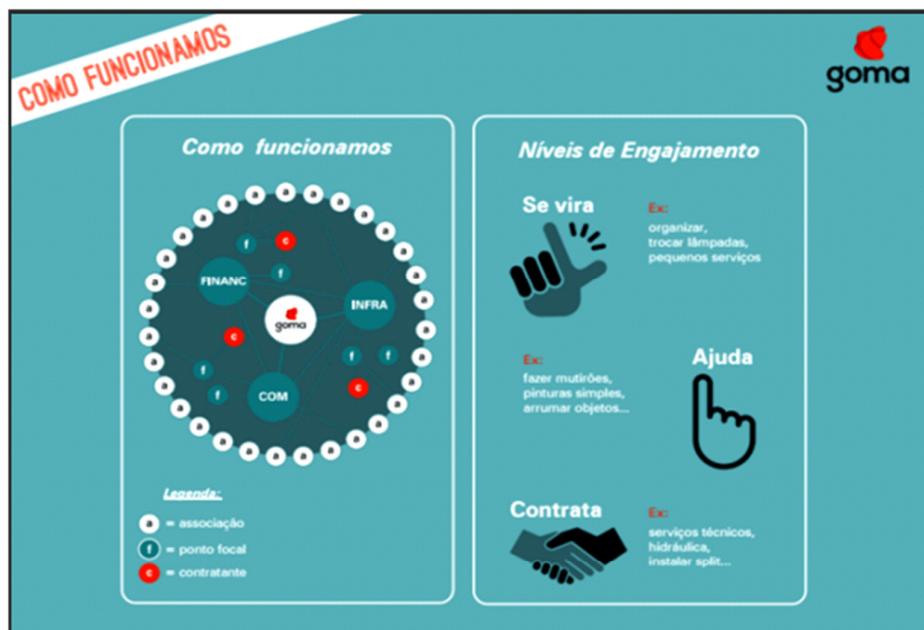 COMO FUNCIONAMOS
goma
Como funcionamos
a a a a a a a a a a a a a a a a a a a a a a a a a a a a a a
f c
f
FINANC
INFRA
goma
c
f f
f
c
f
COM
Legenda:
a = associação
f = ponto focal
c = contratante
Níveis de Engajamento
Se vira
Ex:
organizar,
trocar lâmpadas,
pequenos serviços
Ajuda
Ex:
fazer mutirões,
pinturas simples,
arrumar objetos...
Contrata
Ex:
serviços técnicos,
hidráulica,
instalar split...